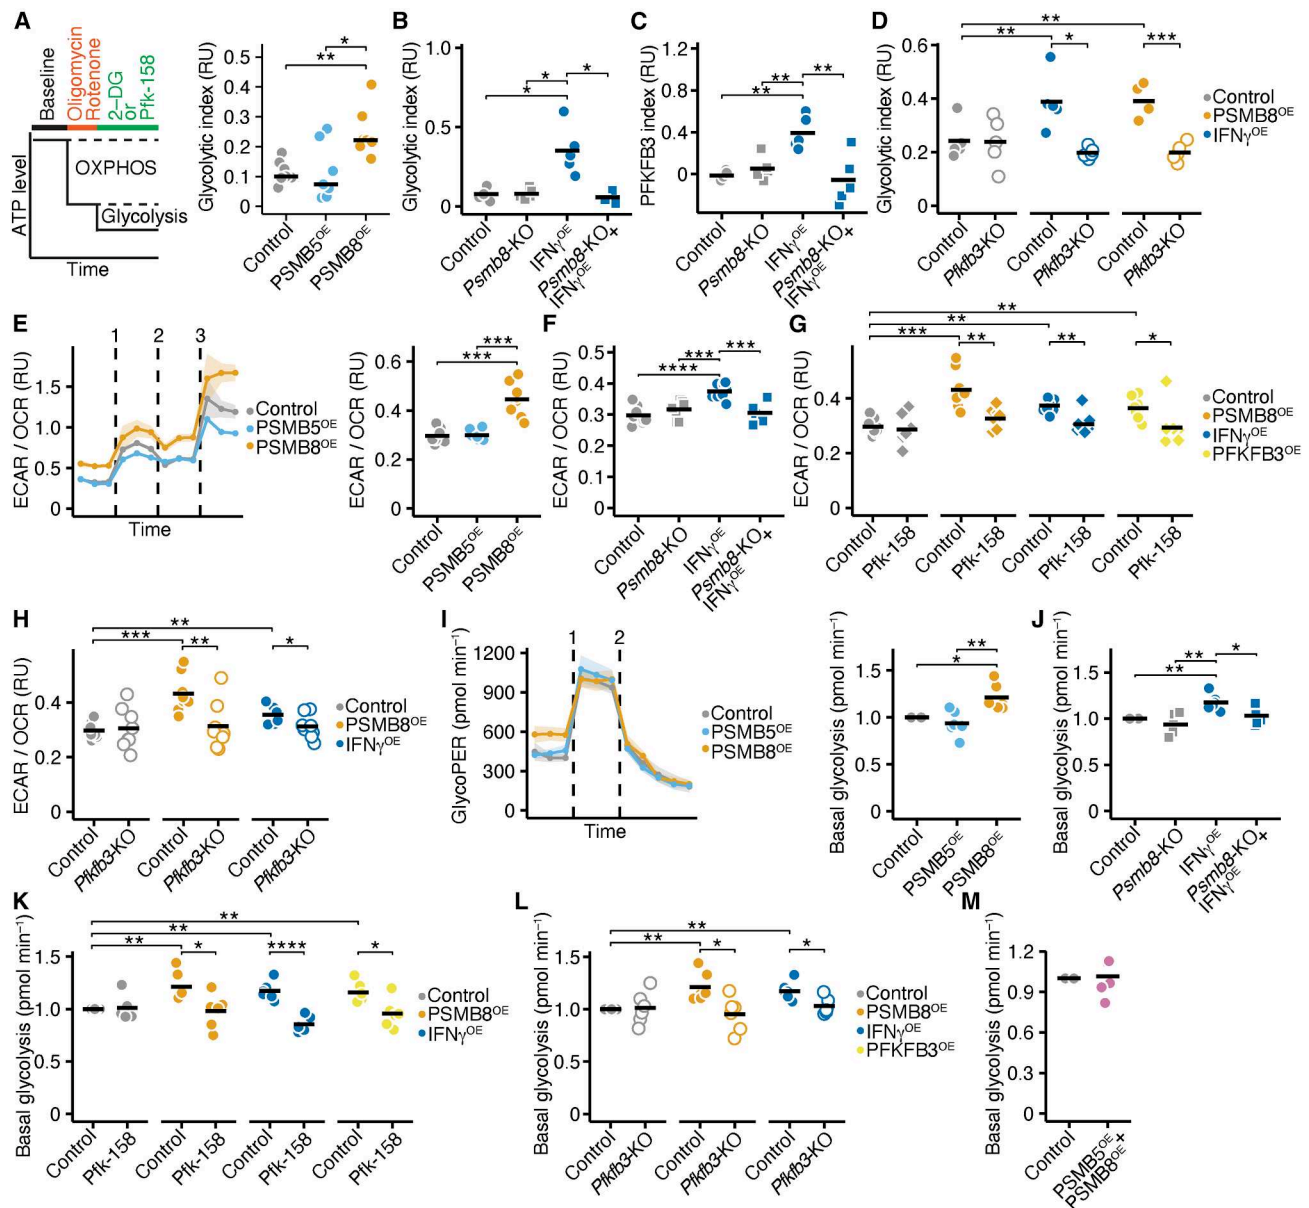 A
Baseline
Oligomycin
Rotenone
2–DG
or
Pfk-158
ATP level
OXPHOS
Glycolysis
Time
Glycolytic index (RU)
0.5
0.4
0.3
0.2
0.1
0
*
**
Control
PSMB5OE
PSMB8OE
B
Glycolytic index (RU)
1.0
0.5
0
*
*
*
Control
Psmb8-KO
IFNγOE
Psmb8-KO+
IFNγOE
C
PFKFB3 index (RU)
1.2
0.8
0.4
0
**
**
**
Control
Psmb8-KO
IFNγOE
Psmb8-KO+
IFNγOE
D
Glycolytic index (RU)
0.6
0.4
0.2
0
**
**
*
***
Control
Pfkfb3-KO
Control
Pfkfb3-KO
Control
Pfkfb3-KO
Control
PSMB8OE
IFNγOE
E
ECAR / OCR (RU)
1.5
1.0
0.5
0
1
2
3
Time
Control
PSMB5OE
PSMB8OE
ECAR / OCR (RU)
0.6
0.4
0.2
0
***
***
Control
PSMB5OE
PSMB8OE
F
ECAR / OCR (RU)
0.5
0.4
0.3
0.2
0.1
0
***
***
****
Control
Psmb8-KO
IFNγOE
Psmb8-KO+
IFNγOE
G
ECAR / OCR (RU)
0.4
0.2
0
**
**
***
**
**
*
Control
Pfk-158
Control
Pfk-158
Control
Pfk-158
Control
Pfk-158
Control
PSMB8OE
IFNγOE
PFKFB3OE
H
ECAR / OCR (RU)
0.4
0.2
0
**
***
**
*
Control
Pfkfb3-KO
Control
Pfkfb3-KO
Control
Pfkfb3-KO
Control
PSMB8OE
IFNγOE
I
GlycoPER (pmol min−1)
1200
900
600
300
0
1
2
Time
Control
PSMB5OE
PSMB8OE
Basal glycolysis (pmol min−1)
1.5
1.0
0.5
0
**
*
Control
PSMB5OE
PSMB8OE
J
Basal glycolysis (pmol min−1)
1.5
1.0
0.5
0
**
**
*
Control
Psmb8-KO
IFNγOE
Psmb8-KO+
IFNγOE
K
Basal glycolysis (pmol min−1)
1.5
1.0
0.5
0
**
**
**
*
****
*
Control
Pfk-158
Control
Pfk-158
Control
Pfk-158
Control
Pfk-158
Control
PSMB8OE
IFNγOE
L
Basal glycolysis (pmol min−1)
1.5
1.0
0.5
0
**
**
*
*
Control
Pfkfb3-KO
Control
Pfkfb3-KO
Control
Pfkfb3-KO
Control
PSMB8OE
IFNγOE
PFKFB3OE
M
Basal glycolysis (pmol min−1)
1.2
0.9
0.6
0.3
0
Control
PSMB5OE+
PSMB8OE